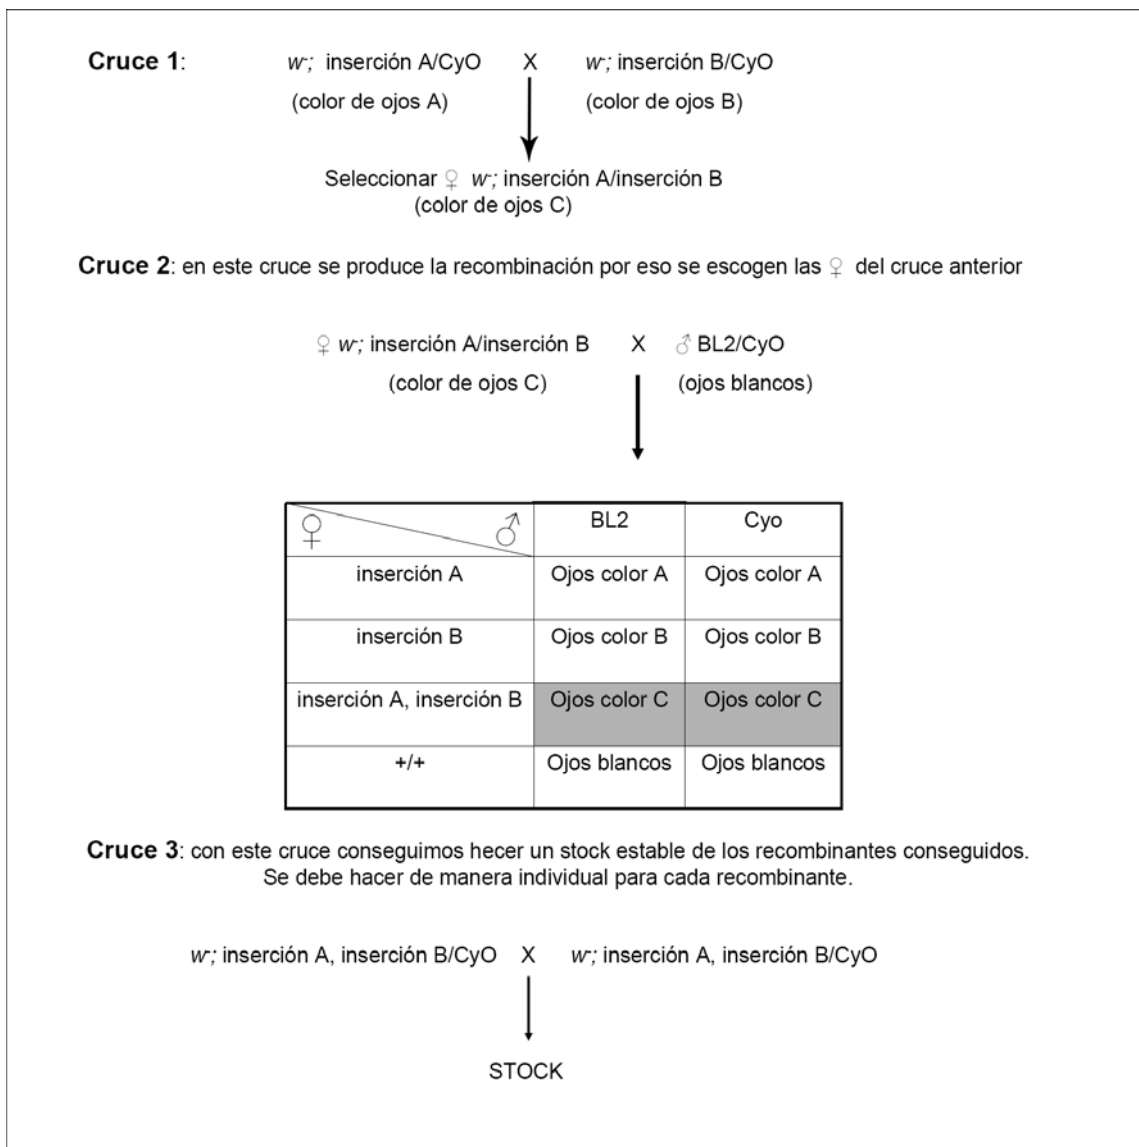 Cruce 1: w-; inserción A/CyO X w-; inserción B/CyO
(color de ojos A) (color de ojos B)
Seleccionar ♀ w-; inserción A/inserción B
(color de ojos C)
Cruce 2: en este cruce se produce la recombinación por eso se escogen las ♀ del cruce anterior
♀ w-; inserción A/inserción B X ♂ BL2/CyO
(color de ojos C) (ojos blancos)
♀ ♂ BL2 Cyo
inserción A Ojos color A Ojos color A
inserción B Ojos color B Ojos color B
inserción A, inserción B Ojos color C Ojos color C
+/+ Ojos blancos Ojos blancos
Cruce 3: con este cruce conseguimos hecer un stock estable de los recombinantes conseguidos.
Se debe hacer de manera individual para cada recombinante.
w-; inserción A, inserción B/CyO X w-; inserción A, inserción B/CyO
STOCK